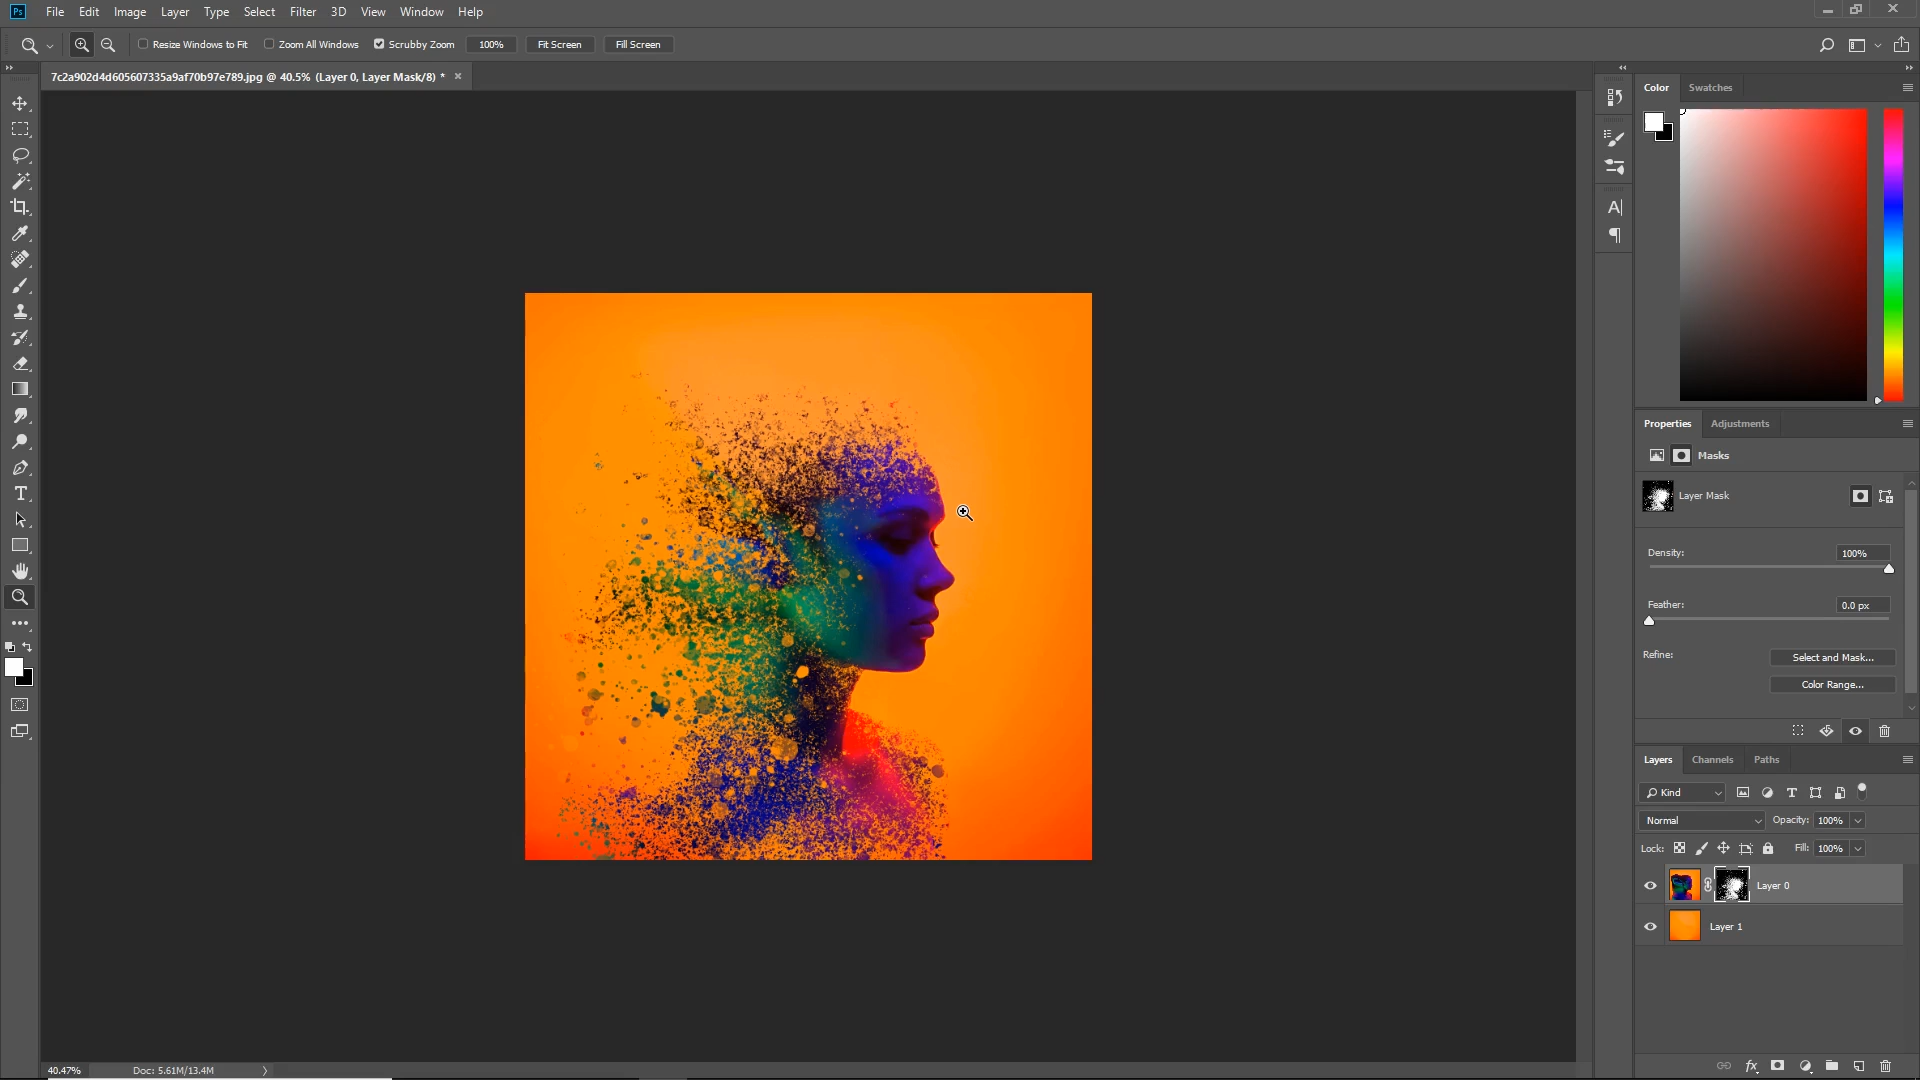 Ps File Edit Image Layer Type Select Filter 3D View Window Help
Resize Windows to Fit Zoom All Windows Scrubby Zoom 100% Fit Screen Fill Screen
7c2a902d4d605607335a9af70b97e789.jpg @ 40.5% (Layer 0, Layer Mask/8) *
Color Swatches
Properties Adjustments
Masks
Layer Mask
Density: 100%
Feather: 0.0 px
Refine: Select and Mask...
Color Range...
Layers Channels Paths
Kind
Normal Opacity: 100%
Lock: Fill: 100%
Layer 0
Layer 1
fx
40.47% Doc: 5.61M/13.4M